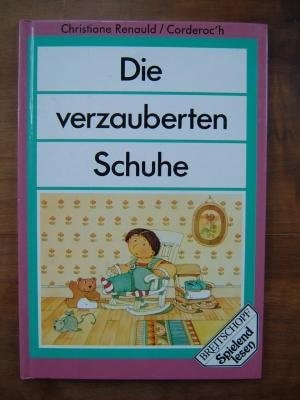 Christiane Renauld / Corderoc'h
Die
verzauberten
Schuhe
BREITSCHOPF
Spielend
lesen